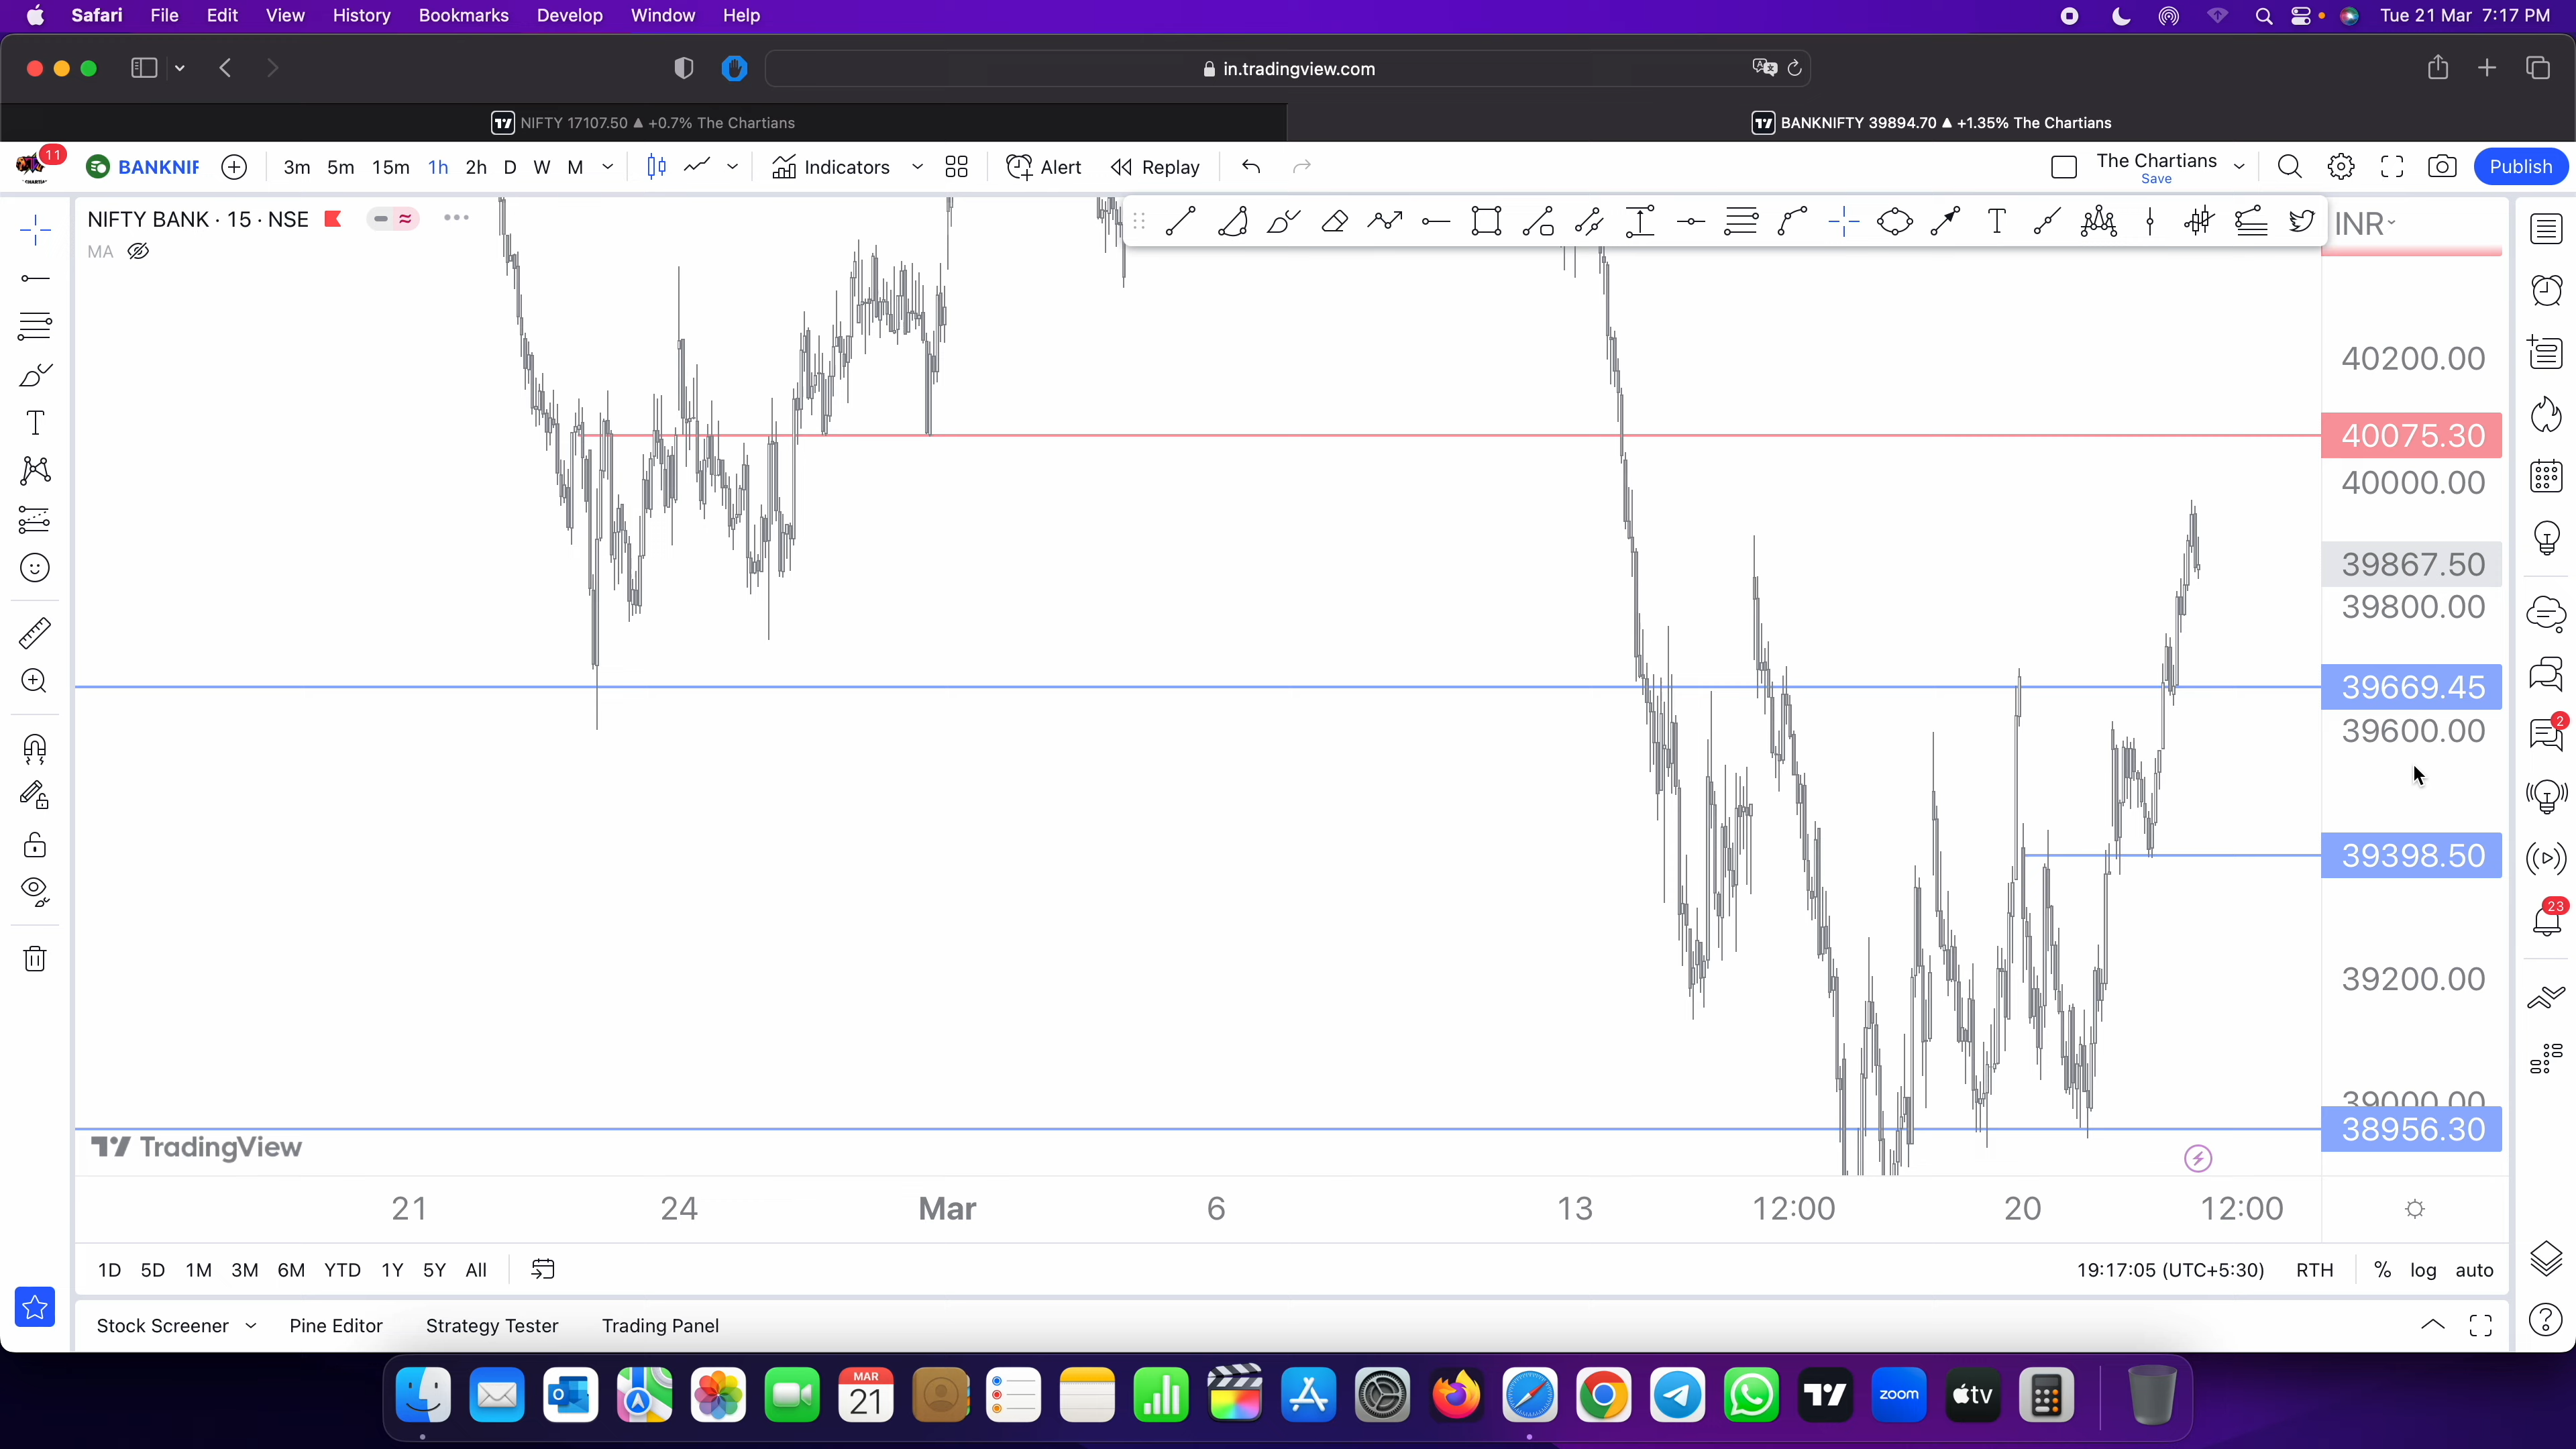 Safari File Edit View History Bookmarks Develop Window Help Tue 21 Mar 7:17 PM
in.tradingview.com
NIFTY 17107.50 ▲ +0.7% The Chartians
BANKNIFTY 39894.70 ▲ +1.35% The Chartians
11 BANKNIF 3m 5m 15m 1h 2h D W M Indicators Alert Replay The Chartians Publish
Save
NIFTY BANK · 15 · NSE
INR
MA
40200.00
40075.30
40000.00
39867.50
39800.00
39669.45
39600.00
2
39398.50
23
39200.00
39000.00
38956.30
TradingView
21 24 Mar 6 13 12:00 20 12:00
1D 5D 1M 3M 6M YTD 1Y 5Y All 19:17:05 (UTC+5:30) RTH % log auto
Stock Screener Pine Editor Strategy Tester Trading Panel
MAR
21
zoom
tv